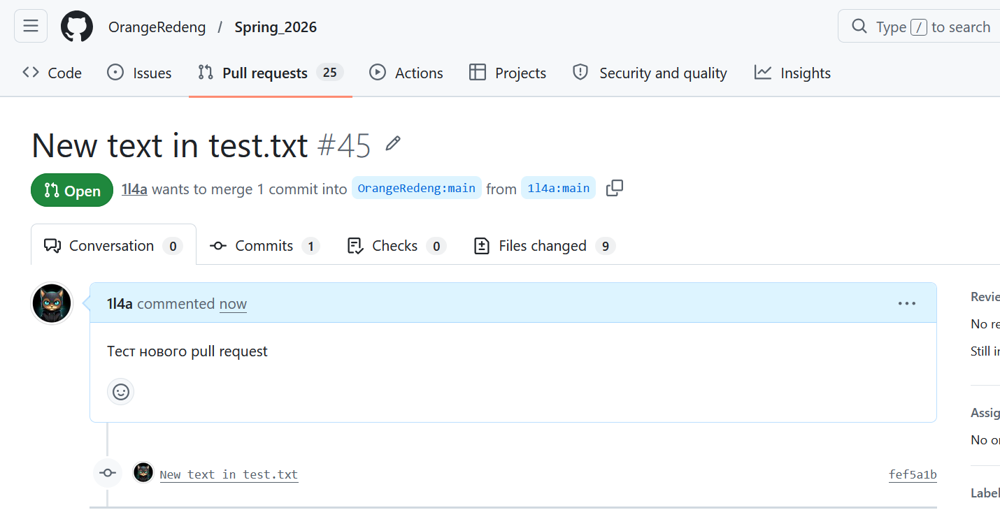 OrangeRedeng / Spring_2026
Type / to search
Code Issues Pull requests 25 Actions Projects Security and quality Insights
New text in test.txt #45
Open 1l4a wants to merge 1 commit into OrangeRedeng:main from 1l4a:main
Conversation 0 Commits 1 Checks 0 Files changed 9
1l4a commented now
Тест нового pull request
New text in test.txt fef5a1b
Revie
No re
Still i
Assig
No o
Label